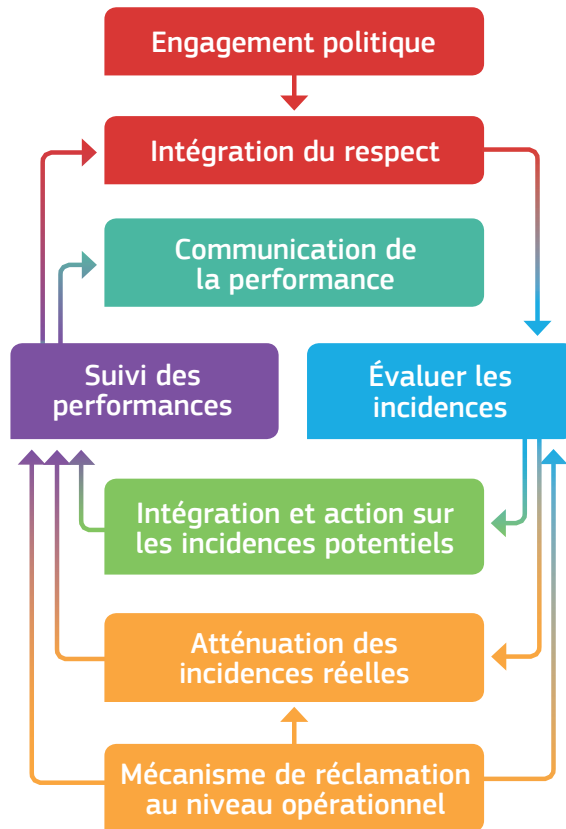 Engagement politique
Intégration du respect
Communication de
la performance
Suivi des
performances
Évaluer les
incidences
Intégration et action sur
les incidences potentiels
Atténuation des
incidences réelles
Mécanisme de réclamation
au niveau opérationnel